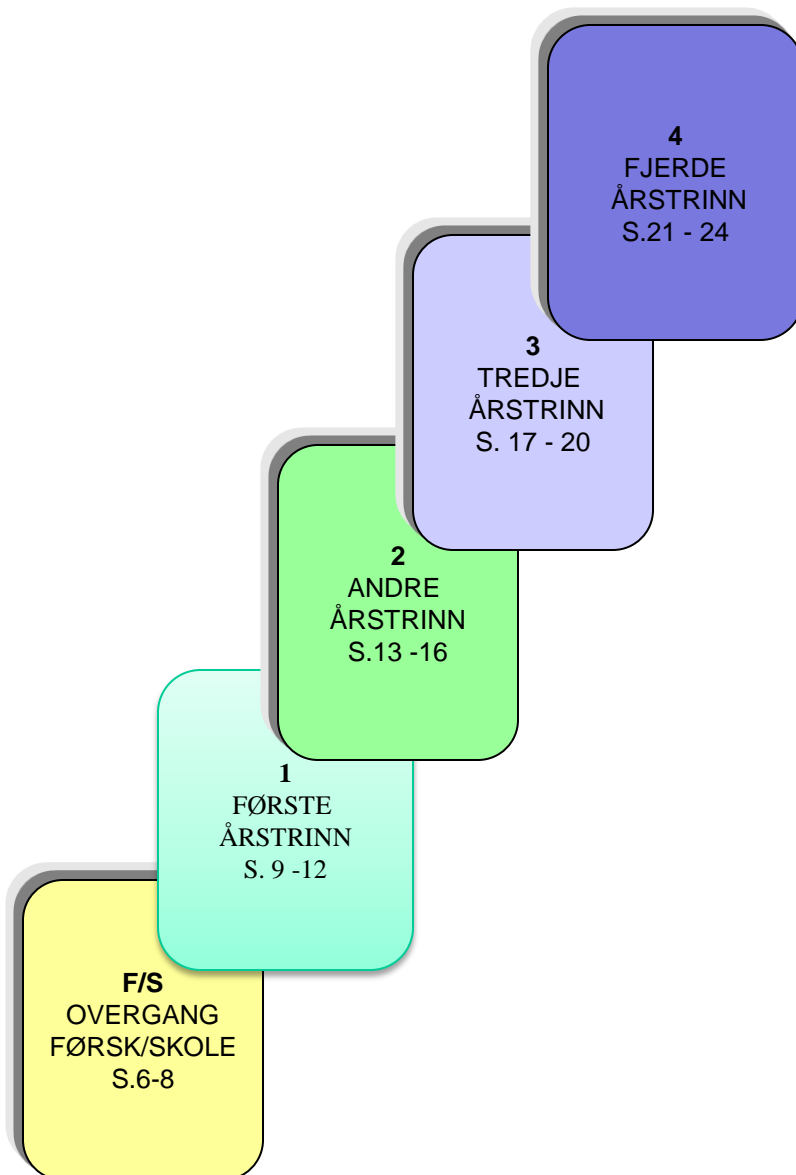 4
FJERDE
ÅRSTRINN
S.21 - 24
3
TREDJE
ÅRSTRINN
S. 17 - 20
2
ANDRE
ÅRSTRINN
S.13 -16
1
FØRSTE
ÅRSTRINN
S. 9 -12
F/S
OVERGANG
FØRSK/SKOLE
S.6-8